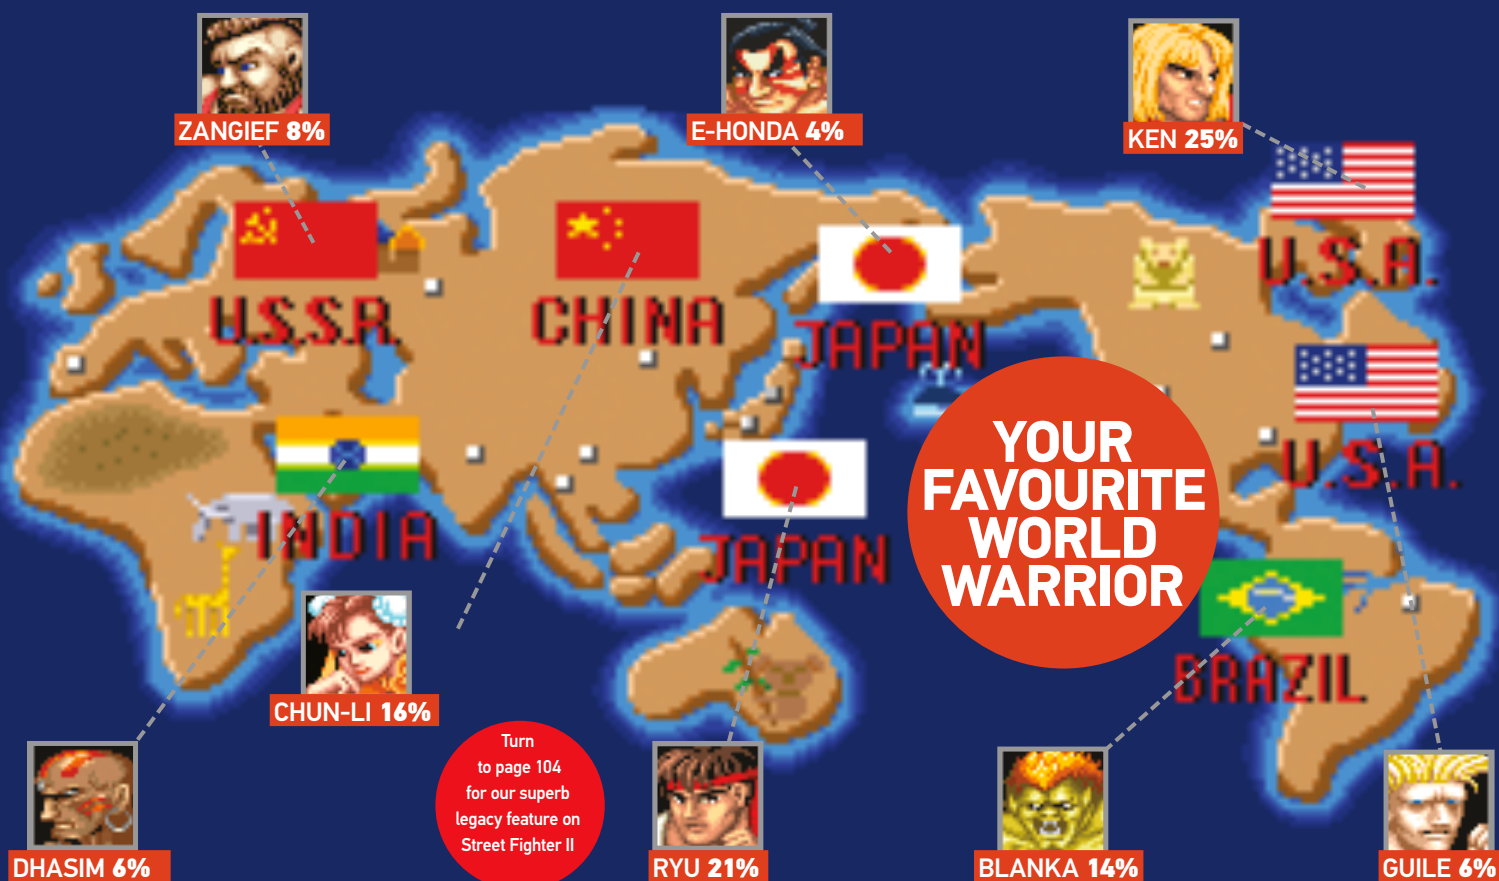 ZANGIEF 8%
E-HONDA 4%
KEN 25%
U.S.S.R.
CHINA
JAPAN
U.S.A.
INDIA
JAPAN
YOUR
FAVOURITE
WORLD
WARRIOR
U.S.A.
BRAZIL
CHUN-LI 16%
Turn
to page 104
for our superb
legacy feature on
Street Fighter II
DHASIM 6%
RYU 21%
BLANKA 14%
GUILE 6%